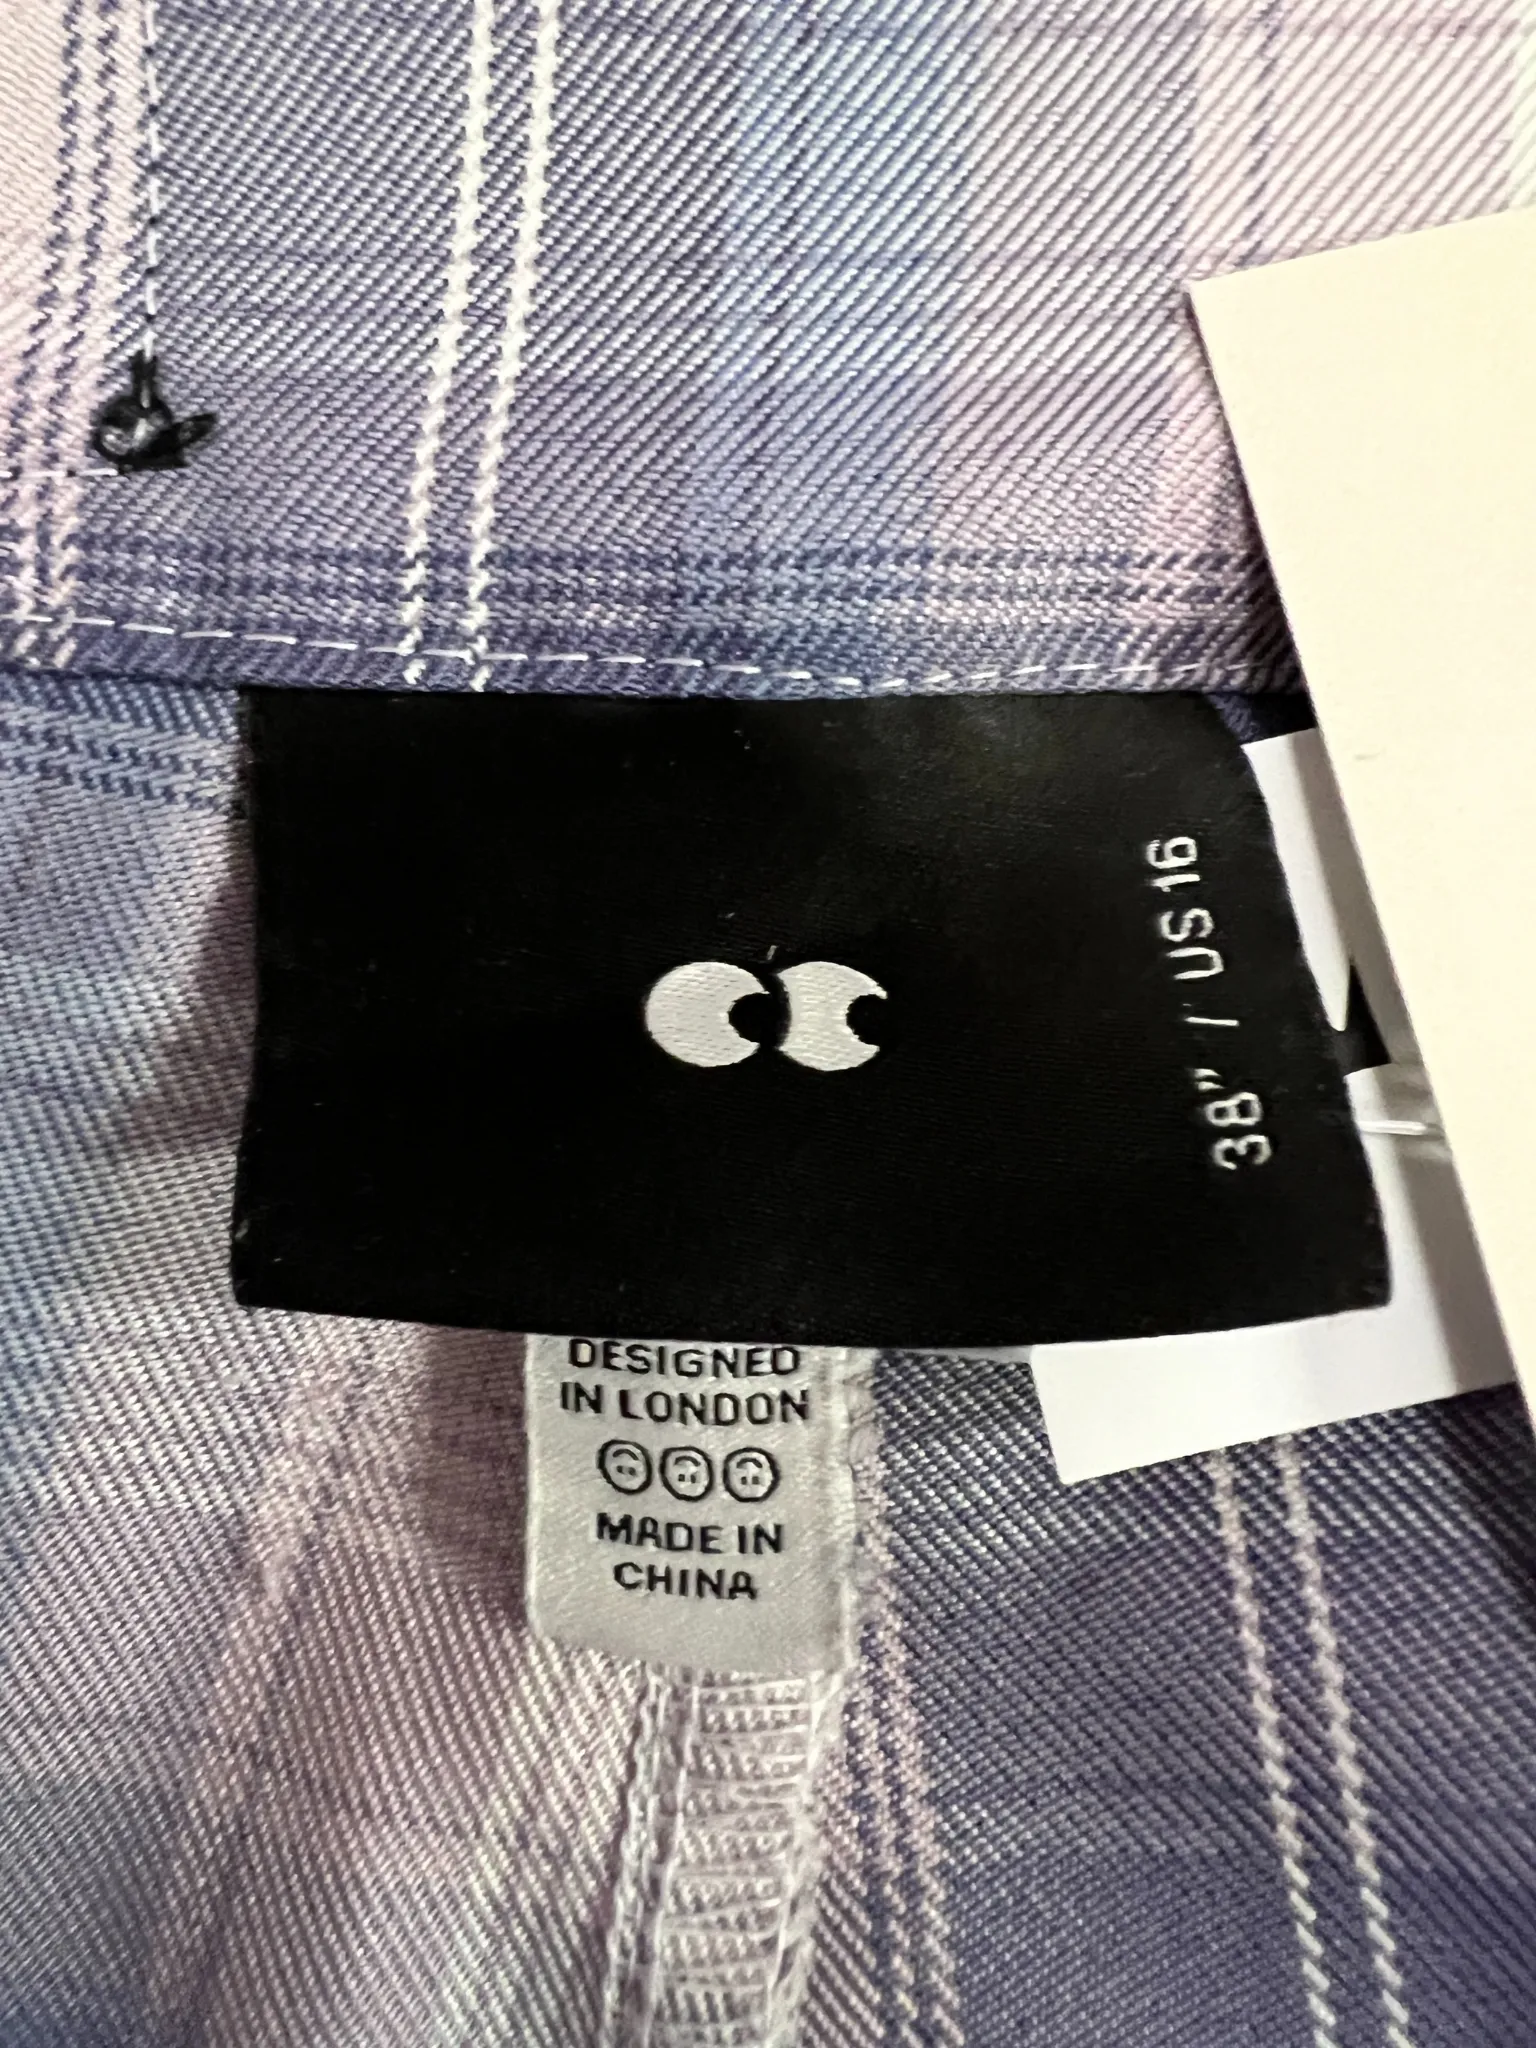 38” / US 16
DESIGNED
IN LONDON
MADE IN
CHINA